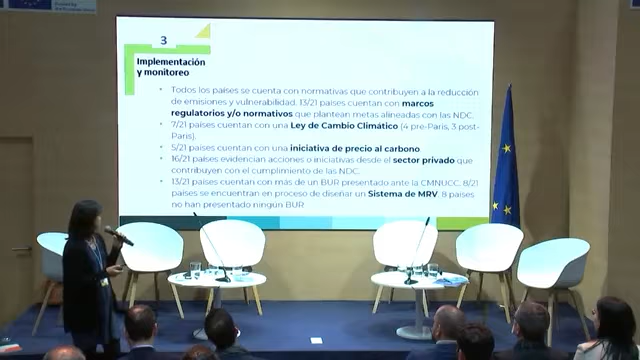 3
Implementación
y monitoreo
• Todos los países se cuenta con normativas que contribuyen a la reducción
de emisiones y vulnerabilidad. 13/21 países cuentan con marcos
regulatorios y/o normativos que plantean metas alineadas con las NDC.
• 7/21 países cuentan con una Ley de Cambio Climático (4 pre-Paris, 3 post-
Paris).
• 5/21 países cuentan con una iniciativa de precio al carbono
• 16/21 países evidencian acciones o iniciativas desde el sector privado que
contribuyen con el cumplimiento de las NDC.
• 13/21 países cuentan con más de un BUR presentado ante la CMNUCC. 8/21
países se encuentran en proceso de diseñar un Sistema de MRV. 8 países
no han presentado ningún BUR